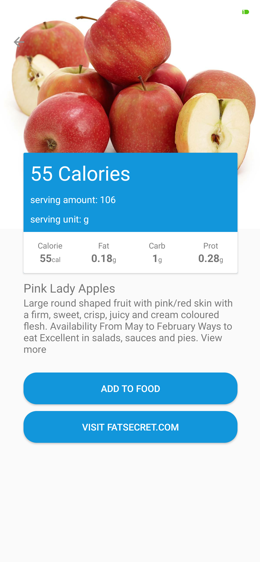 55 Calories
serving amount: 106
serving unit: g
Calorie Fat Carb Prot
55cal 0.18g 1g 0.28g
Pink Lady Apples
Large round shaped fruit with pink/red skin with
a firm, sweet, crisp, juicy and cream coloured
flesh. Availability From May to February Ways to
eat Excellent in salads, sauces and pies. View
more
ADD TO FOOD
VISIT FATSECRET.COM